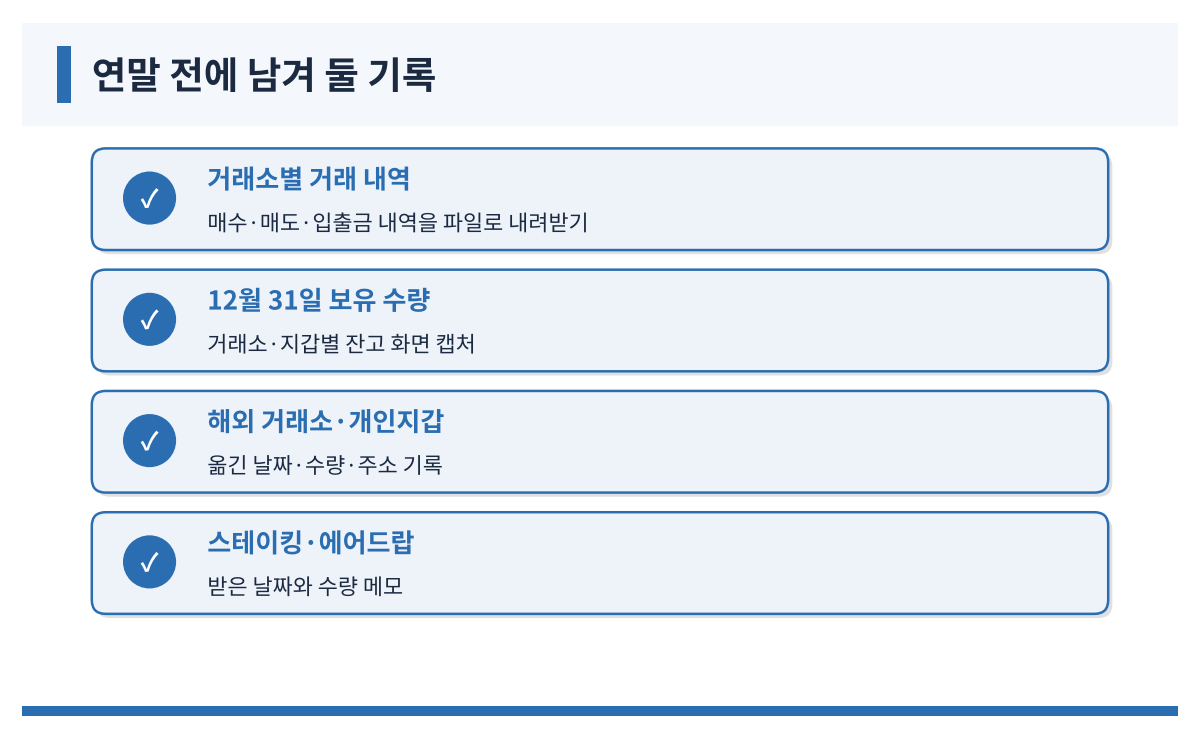 연말 전에 남겨 둘 기록
✓
거래소별 거래 내역
매수·매도·입출금 내역을 파일로 내려받기
✓
12월 31일 보유 수량
거래소·지갑별 잔고 화면 캡처
✓
해외 거래소·개인지갑
옮긴 날짜·수량·주소 기록
✓
스테이킹·에어드랍
받은 날짜와 수량 메모